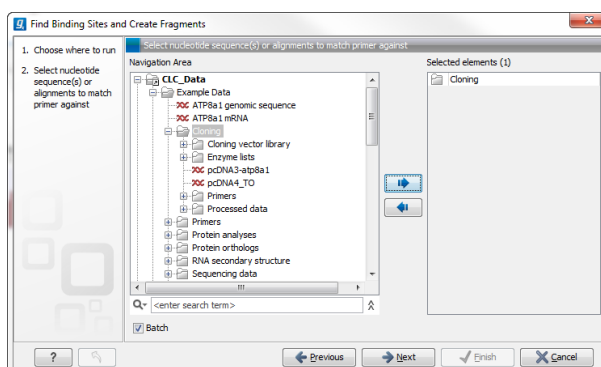 Find Binding Sites and Create Fragments
1. Choose where to run
2. Select nucleotide
sequence(s) or
alignments to match
primer against
Select nucleotide sequence(s) or alignments to match primer against
Navigation Area
CLC_Data
Example Data
ATP8a1 genomic sequence
ATP8a1 mRNA
Cloning
Cloning vector library
Enzyme lists
pcDNA3-atp8a1
pcDNA4_TO
Primers
Processed data
Primers
Protein analyses
Protein orthologs
RNA secondary structure
Sequencing data
<enter search term>
Batch
Selected elements (1)
Cloning
?
Previous
Next
Finish
Cancel